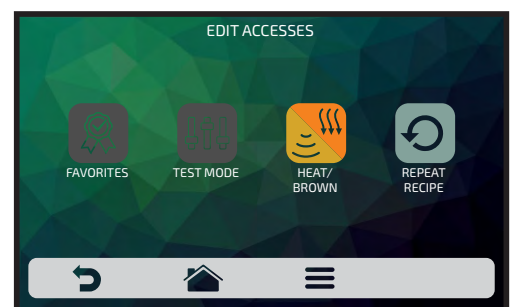 EDIT ACCESSES
FAVORITES
TEST MODE
HEAT/
BROWN
REPEAT
RECIPE